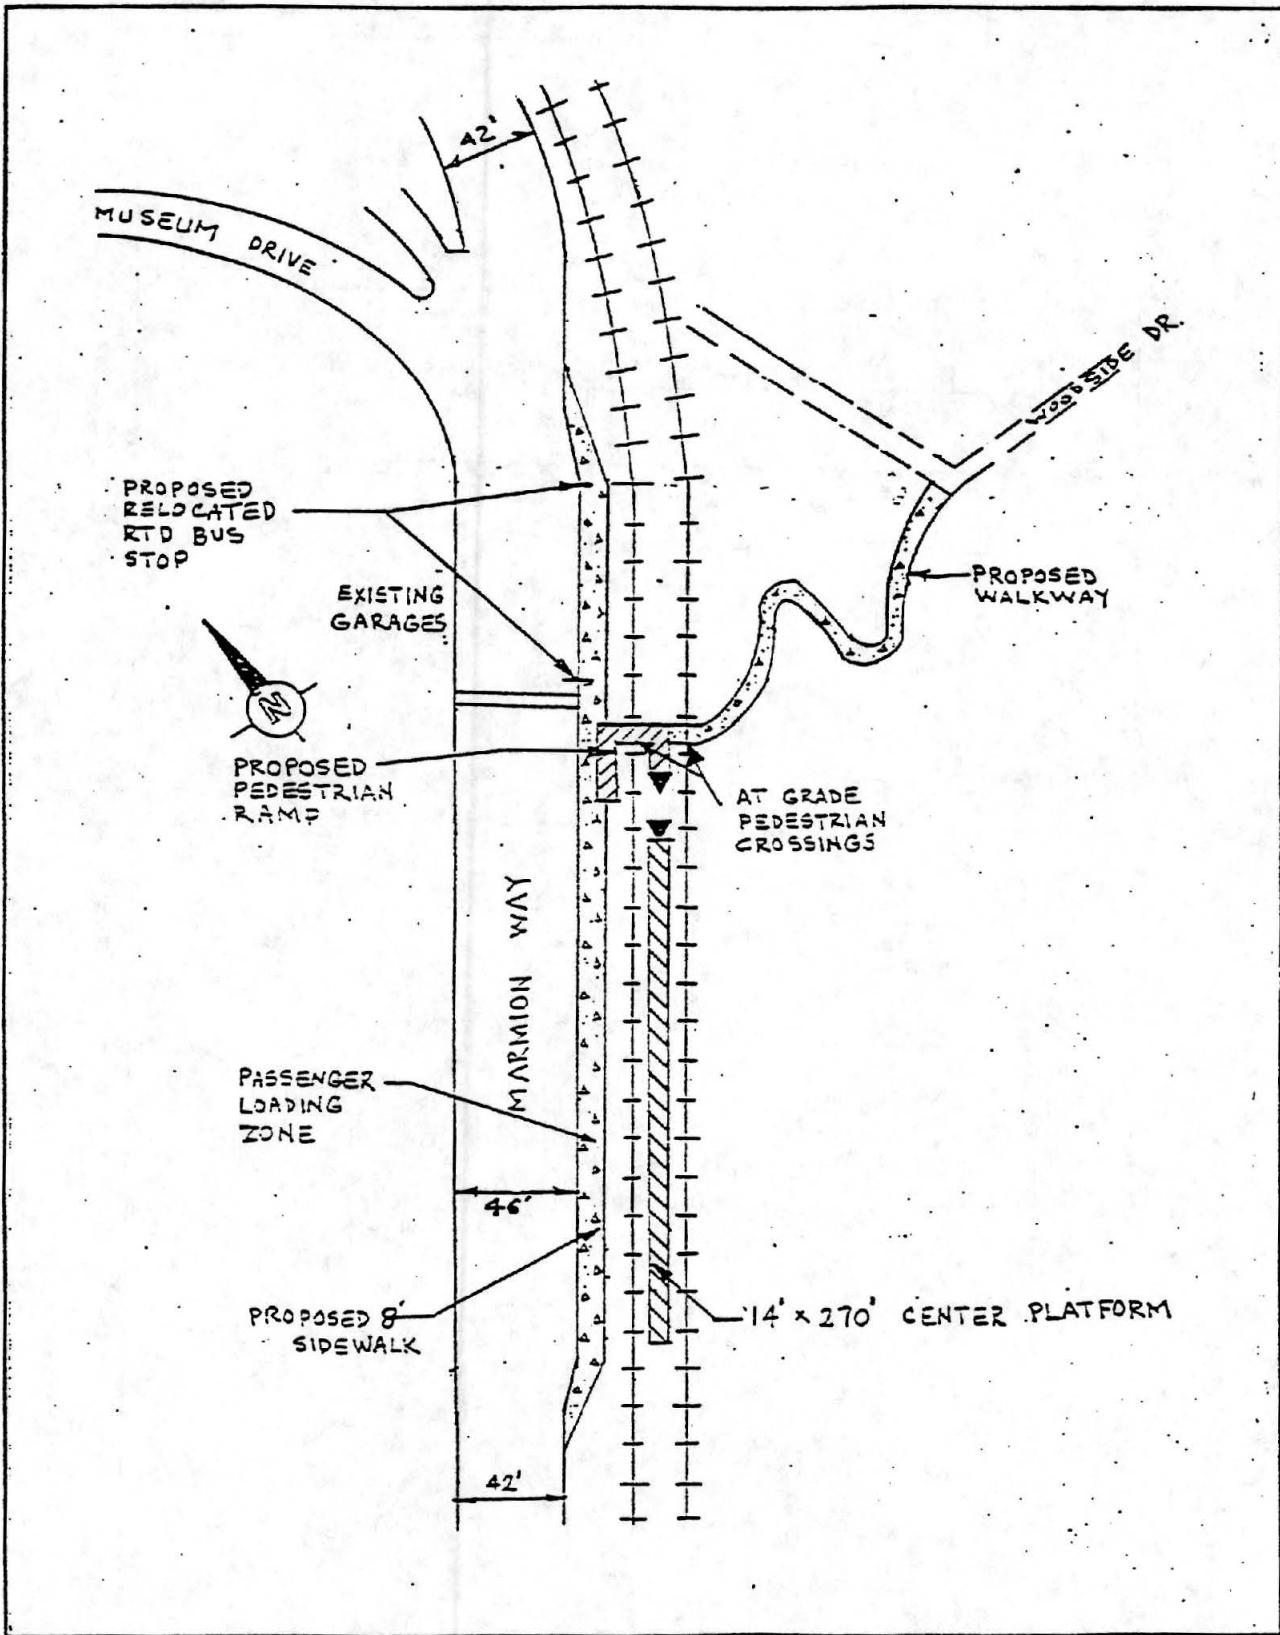 42'
MUSEUM DRIVE
WOODSIDE DR.
PROPOSED
RELOCATED
RTD BUS
STOP
EXISTING
GARAGES
PROPOSED
WALKWAY
N
PROPOSED
PEDESTRIAN
RAMP
AT GRADE
PEDESTRIAN
CROSSINGS
MARMION WAY
PASSENGER
LOADING
ZONE
46'
PROPOSED 8'
SIDEWALK
14' x 270' CENTER PLATFORM
42'